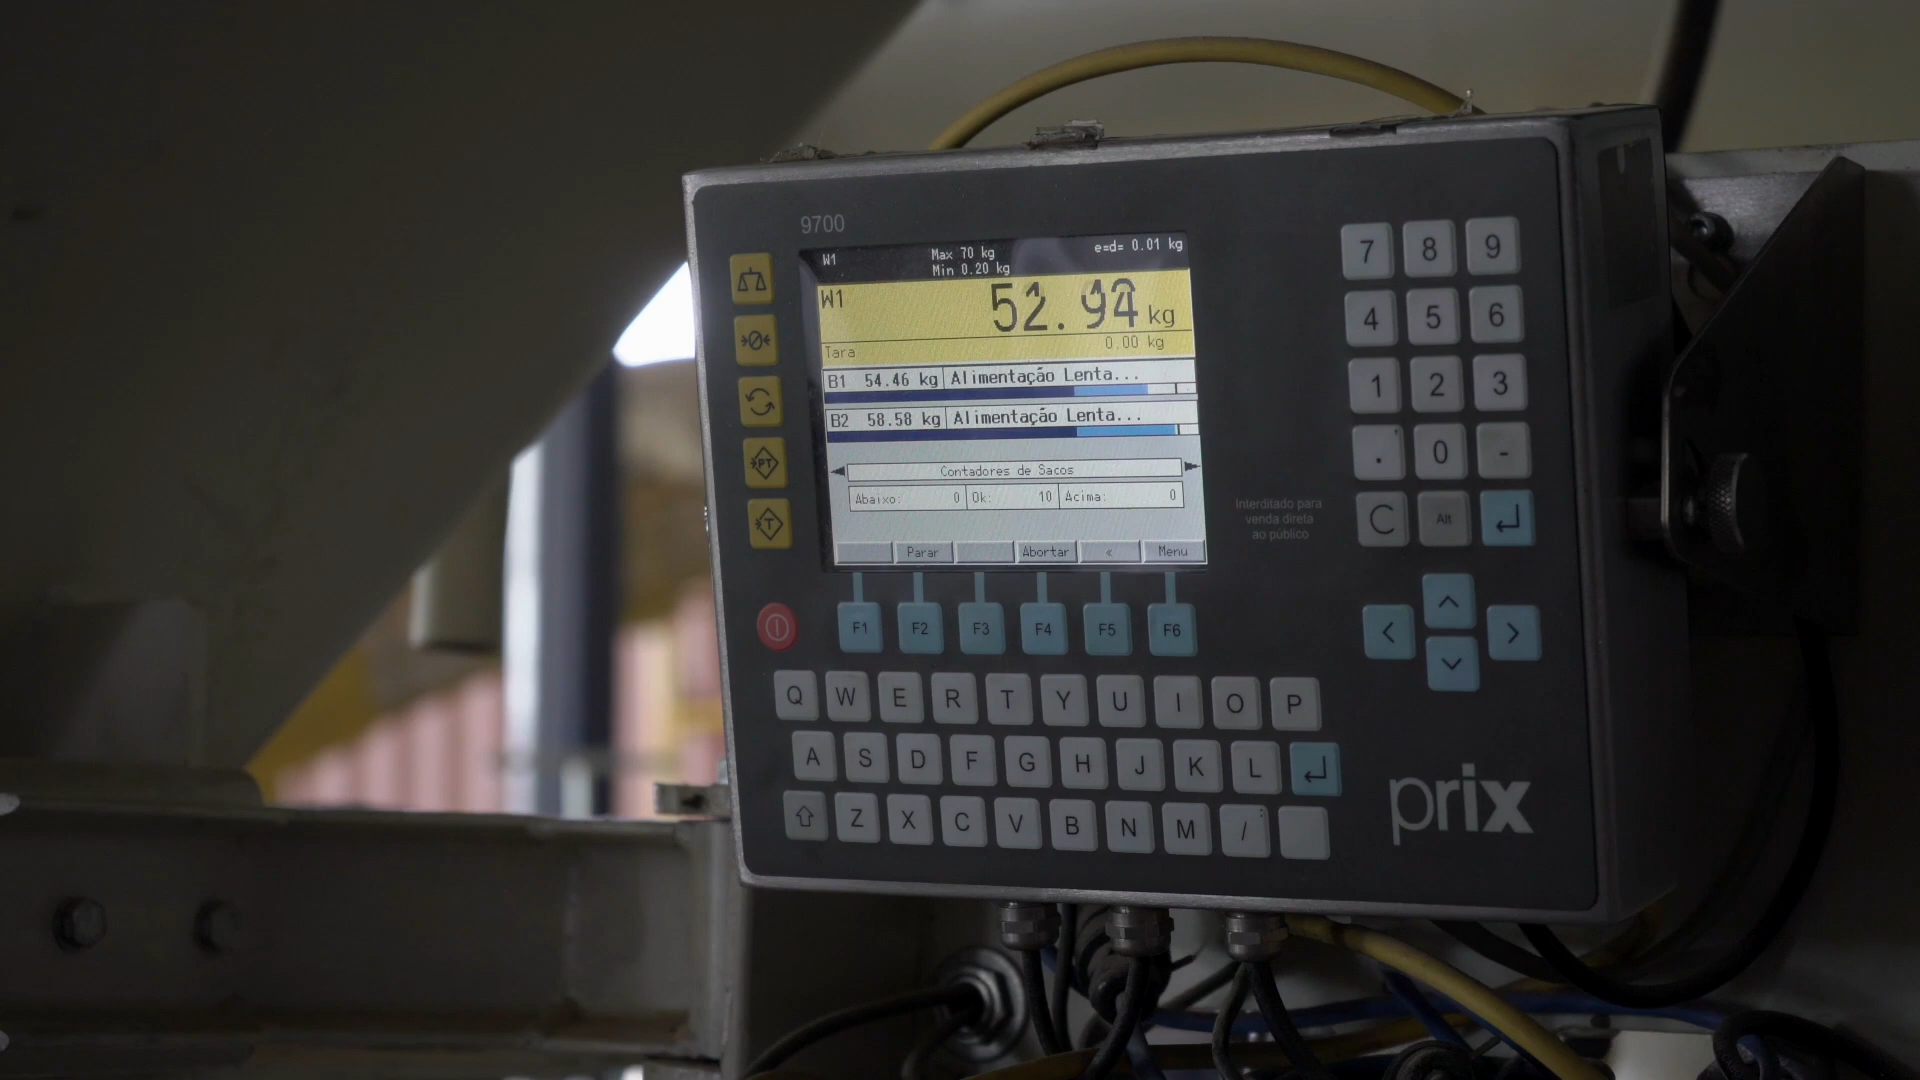 9700
W1 Max 70 kg e=d= 0.01 kg
Min 0.20 kg
W1 kg
Tara 0.00 kg
B1 54.46 kg Alimentação Lenta...
B2 58.58 kg Alimentação Lenta...
Contadores de Sacos
Abaixo: 0 Ok: 10 Acima: 0
Parar Abortar « Menu
Interditado para
venda direta
ao público
PT
T
F1 F2 F3 F4 F5 F6
7 8 9
4 5 6
1 2 3
. 0 -
C Alt
Q W E R T Y U I O P
A S D F G H J K L
Z X C V B N M /
prix